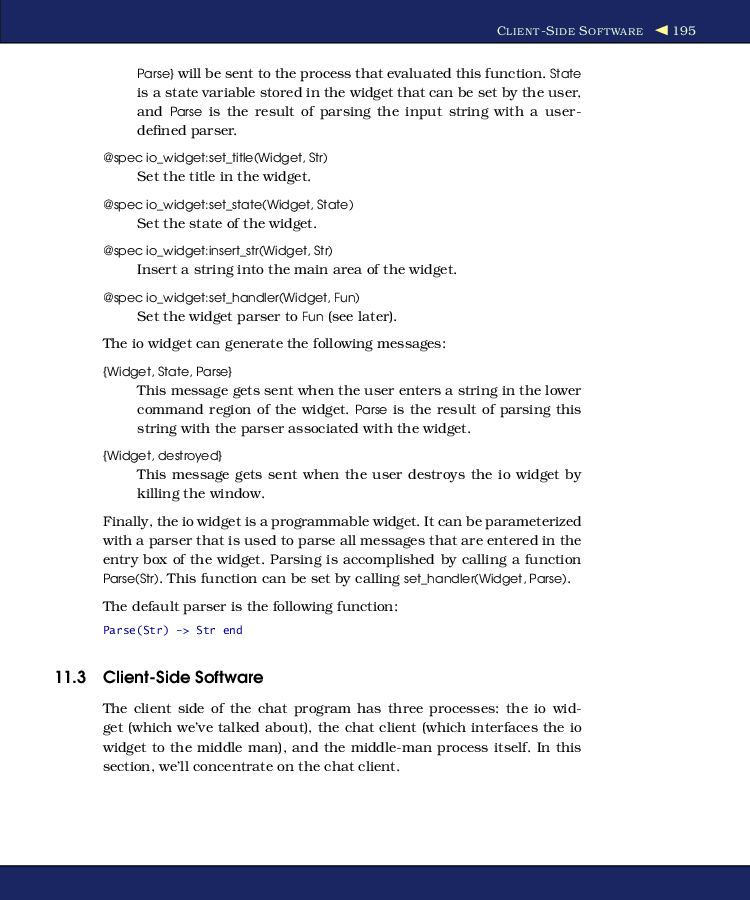 CLIENT-SIDE SOFTWARE ◀ 195
Parse} will be sent to the process that evaluated this function. State
is a state variable stored in the widget that can be set by the user,
and Parse is the result of parsing the input string with a user-
defined parser.
@spec io_widget:set_title(Widget, Str)
Set the title in the widget.
@spec io_widget:set_state(Widget, State)
Set the state of the widget.
@spec io_widget:insert_str(Widget, Str)
Insert a string into the main area of the widget.
@spec io_widget:set_handler(Widget, Fun)
Set the widget parser to Fun (see later).
The io widget can generate the following messages:
{Widget, State, Parse}
This message gets sent when the user enters a string in the lower
command region of the widget. Parse is the result of parsing this
string with the parser associated with the widget.
{Widget, destroyed}
This message gets sent when the user destroys the io widget by
killing the window.
Finally, the io widget is a programmable widget. It can be parameterized
with a parser that is used to parse all messages that are entered in the
entry box of the widget. Parsing is accomplished by calling a function
Parse(Str). This function can be set by calling set_handler(Widget, Parse).
The default parser is the following function:
Parse(Str) -> Str end
11.3 Client-Side Software
The client side of the chat program has three processes: the io wid-
get (which we've talked about), the chat client (which interfaces the io
widget to the middle man), and the middle-man process itself. In this
section, we'll concentrate on the chat client.